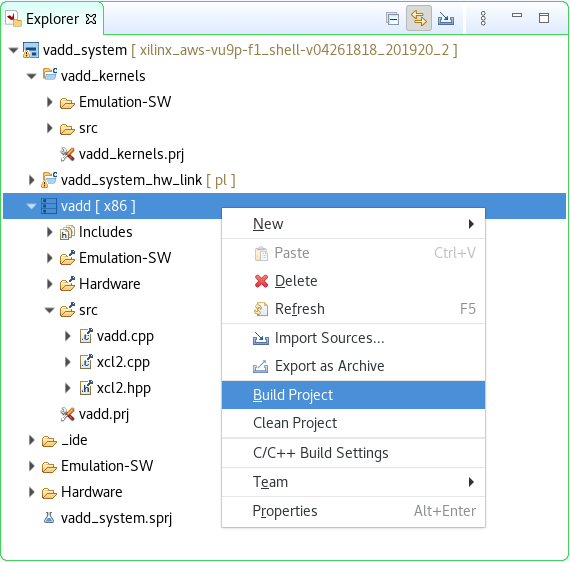 Explorer
vadd_system [ xilinx_aws-vu9p-f1_shell-v04261818_201920_2 ]
vadd_kernels
Emulation-SW
src
vadd_kernels.prj
vadd_system_hw_link [ pl ]
vadd [ x86 ]
Includes
Emulation-SW
Hardware
src
vadd.cpp
xcl2.cpp
xcl2.hpp
vadd.prj
_ide
Emulation-SW
Hardware
vadd_system.sprj
New
Paste Ctrl+V
Delete
Refresh F5
Import Sources...
Export as Archive
Build Project
Clean Project
C/C++ Build Settings
Team
Properties Alt+Enter